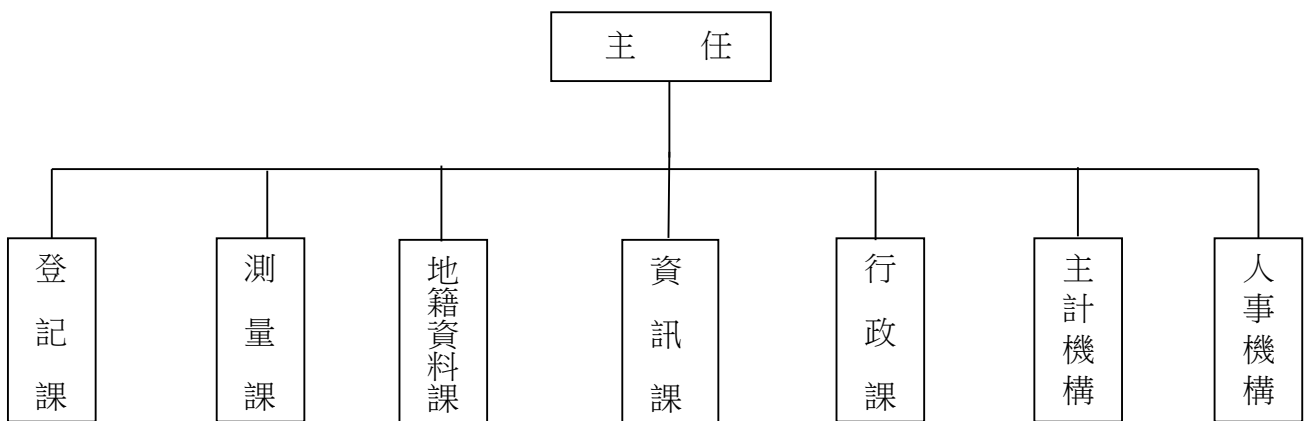 主任
登記課
測量課
地籍資料課
資訊課
行政課
主計機構
人事機構